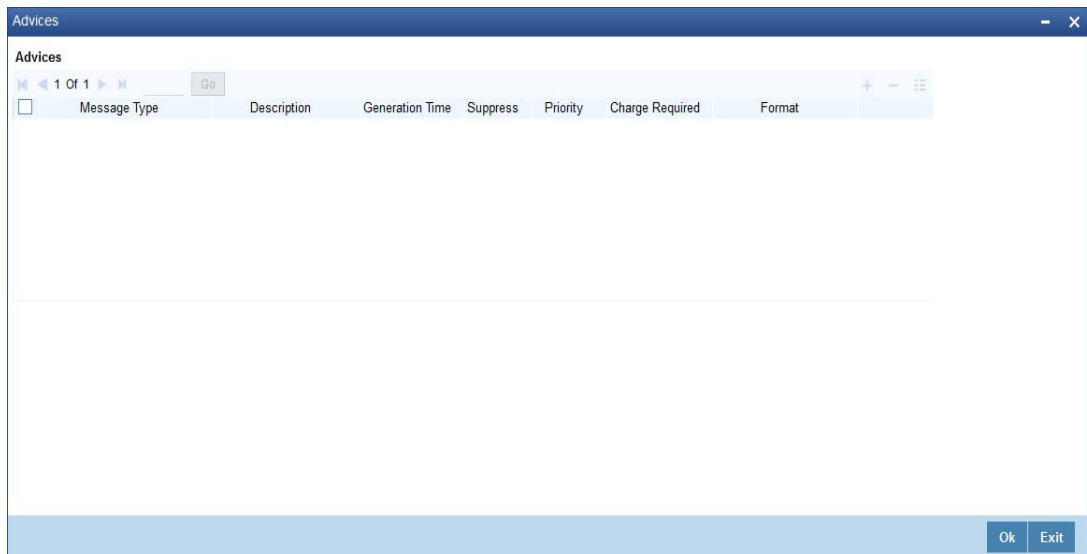 Advices
Advices
1 Of 1 Go
Message Type Description Generation Time Suppress Priority Charge Required Format
Ok Exit